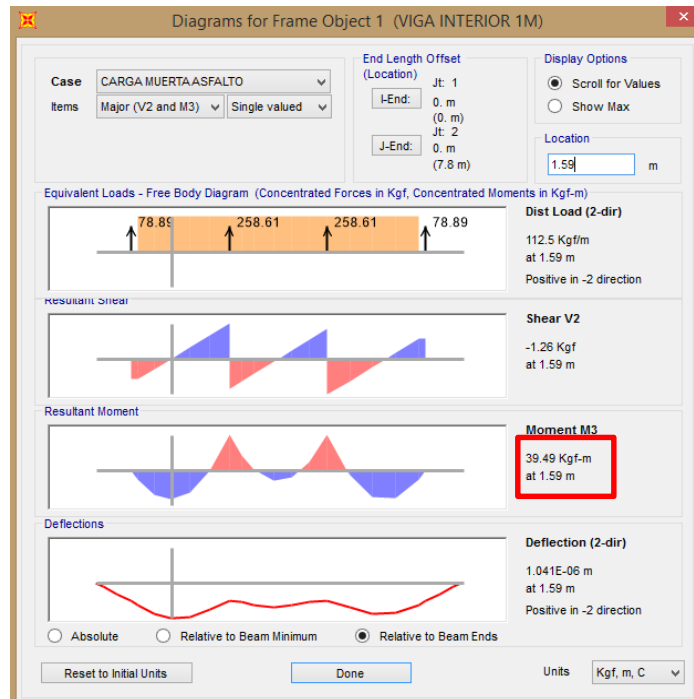 Diagrams for Frame Object 1 (VIGA INTERIOR 1M)
×
Case CARGA MUERTA ASFALTO
Items Major (V2 and M3) Single valued
End Length Offset
(Location)
Jt: 1
I-End: 0. m
(0. m)
Jt: 2
J-End: 0. m
(7.8 m)
Display Options
Scroll for Values
Show Max
Location
1.59 m
Equivalent Loads - Free Body Diagram (Concentrated Forces in Kgf, Concentrated Moments in Kgf-m)
78.89 258.61 258.61 78.89
Dist Load (2-dir)
112.5 Kgf/m
at 1.59 m
Positive in -2 direction
Resultant Shear
Shear V2
-1.26 Kgf
at 1.59 m
Resultant Moment
Moment M3
39.49 Kgf-m
at 1.59 m
Deflections
Deflection (2-dir)
1.041E-06 m
at 1.59 m
Positive in -2 direction
Absolute Relative to Beam Minimum Relative to Beam Ends
Reset to Initial Units Done Units Kgf, m, C